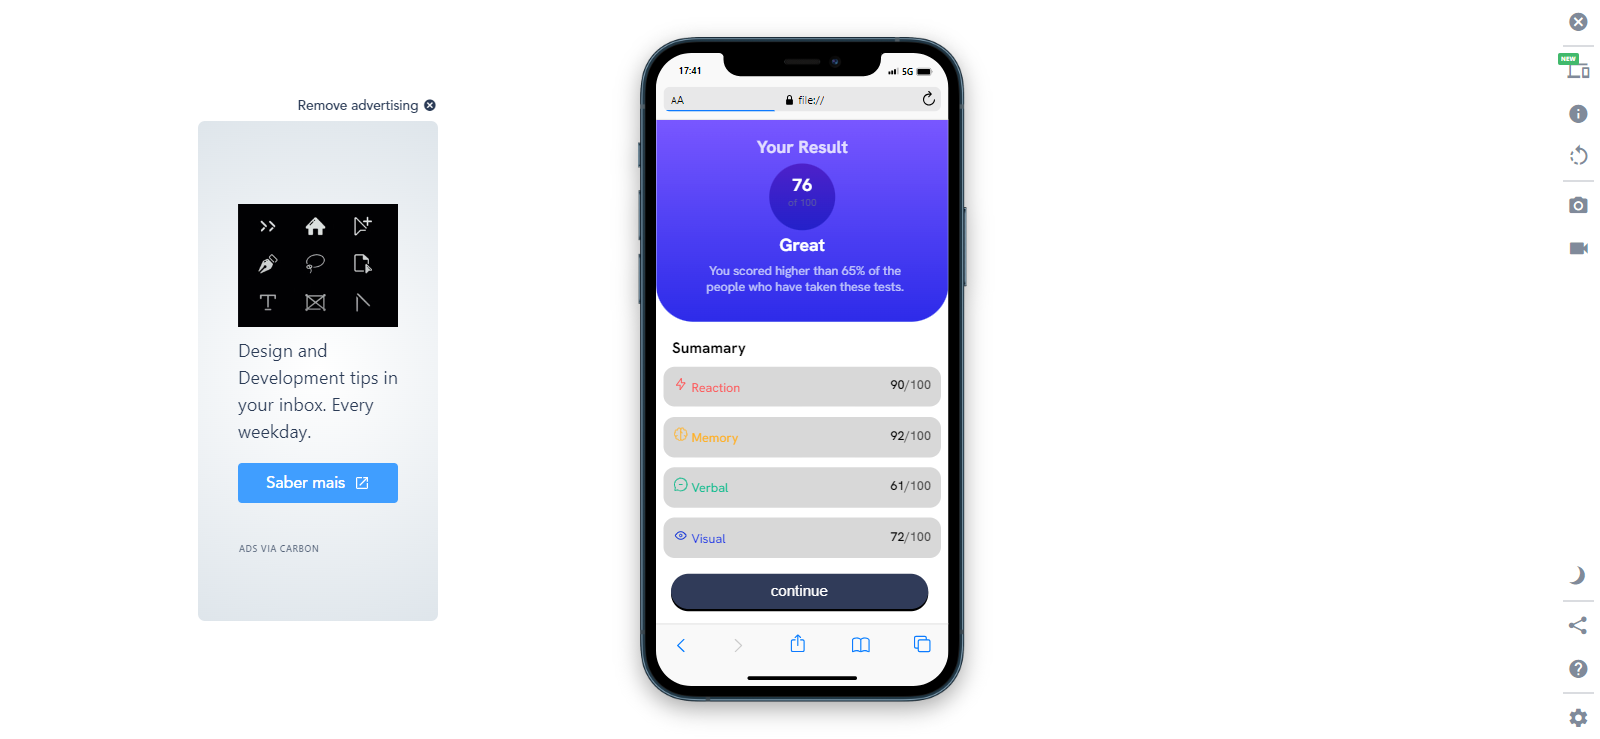 Remove advertising
Design and
Development tips in
your inbox. Every
weekday.
Saber mais
ADS VIA CARBON
17:41
5G
AA
file://
Your Result
76
of 100
Great
You scored higher than 65% of the
people who have taken these tests.
Sumamary
Reaction 90/100
Memory 92/100
Verbal 61/100
Visual 72/100
continue
NEW